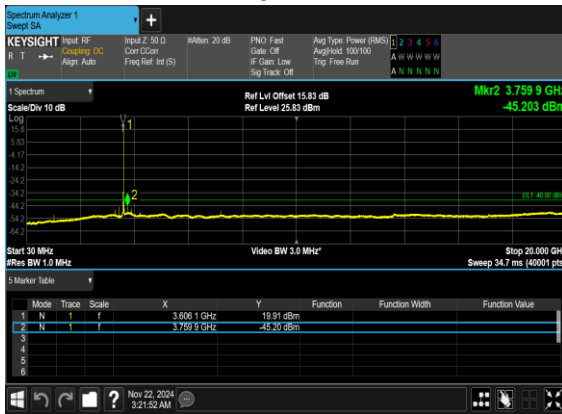 Spectrum Analyzer 1
Swept SA
KEYSIGHT Input: RF Input Z: 50 Ω #Atten: 20 dB PNO: Fast Avg Type: Power (RMS) 1 2 3 4 5 6
R T Coupling: DC Corr CCorr Gate: Off Avg|Hold: 100/100 A W W W W W
Align: Auto Freq Ref: Int (S) IF Gain: Low Trig: Free Run
Sig Track: Off A N N N N N
1 Spectrum Ref Lvl Offset 15.83 dB Mkr2 3.759 9 GHz
Scale/Div 10 dB Ref Level 25.83 dBm -45.203 dBm
Log
15.8
5.83
-4.17
-14.2
-24.2
-34.2
-44.2
-54.2
-64.2
1
2
DL1 -40.00 dBm
Start 30 MHz Video BW 3.0 MHz* Stop 20.000 GHz
#Res BW 1.0 MHz Sweep 34.7 ms (40001 pts)
5 Marker Table
Mode Trace Scale X Y Function Function Width Function Value
1 N 1 f 3.606 1 GHz 19.91 dBm
2 N 1 f 3.759 9 GHz -45.20 dBm
3
4
5
6
? Nov 22, 2024
3:21:52 AM